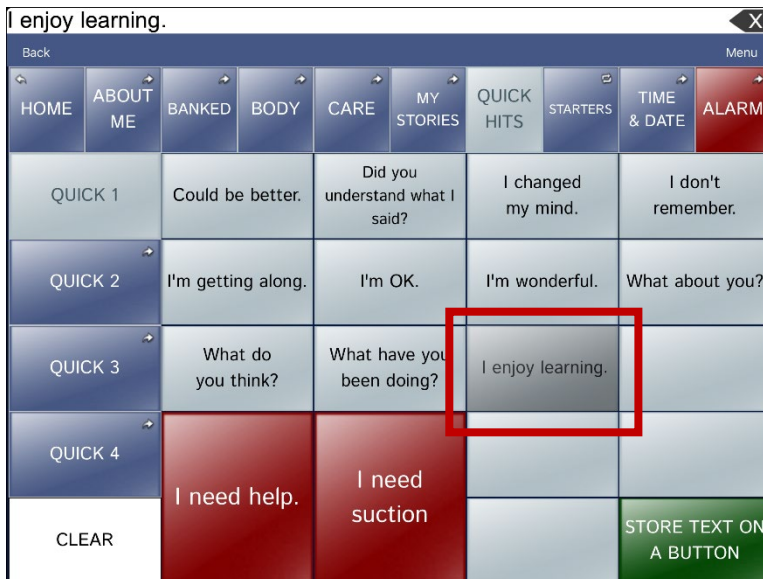 I enjoy learning.
X
Back
Menu
HOME
ABOUT
ME
BANKED
BODY
CARE
MY
STORIES
QUICK
HITS
STARTERS
TIME
& DATE
ALARM
QUICK 1
Could be better.
Did you
understand what I
said?
I changed
my mind.
I don't
remember.
QUICK 2
I'm getting along.
I'm OK.
I'm wonderful.
What about you?
QUICK 3
What do
you think?
What have you
been doing?
I enjoy learning.
QUICK 4
I need help.
I need
suction
CLEAR
STORE TEXT ON
A BUTTON